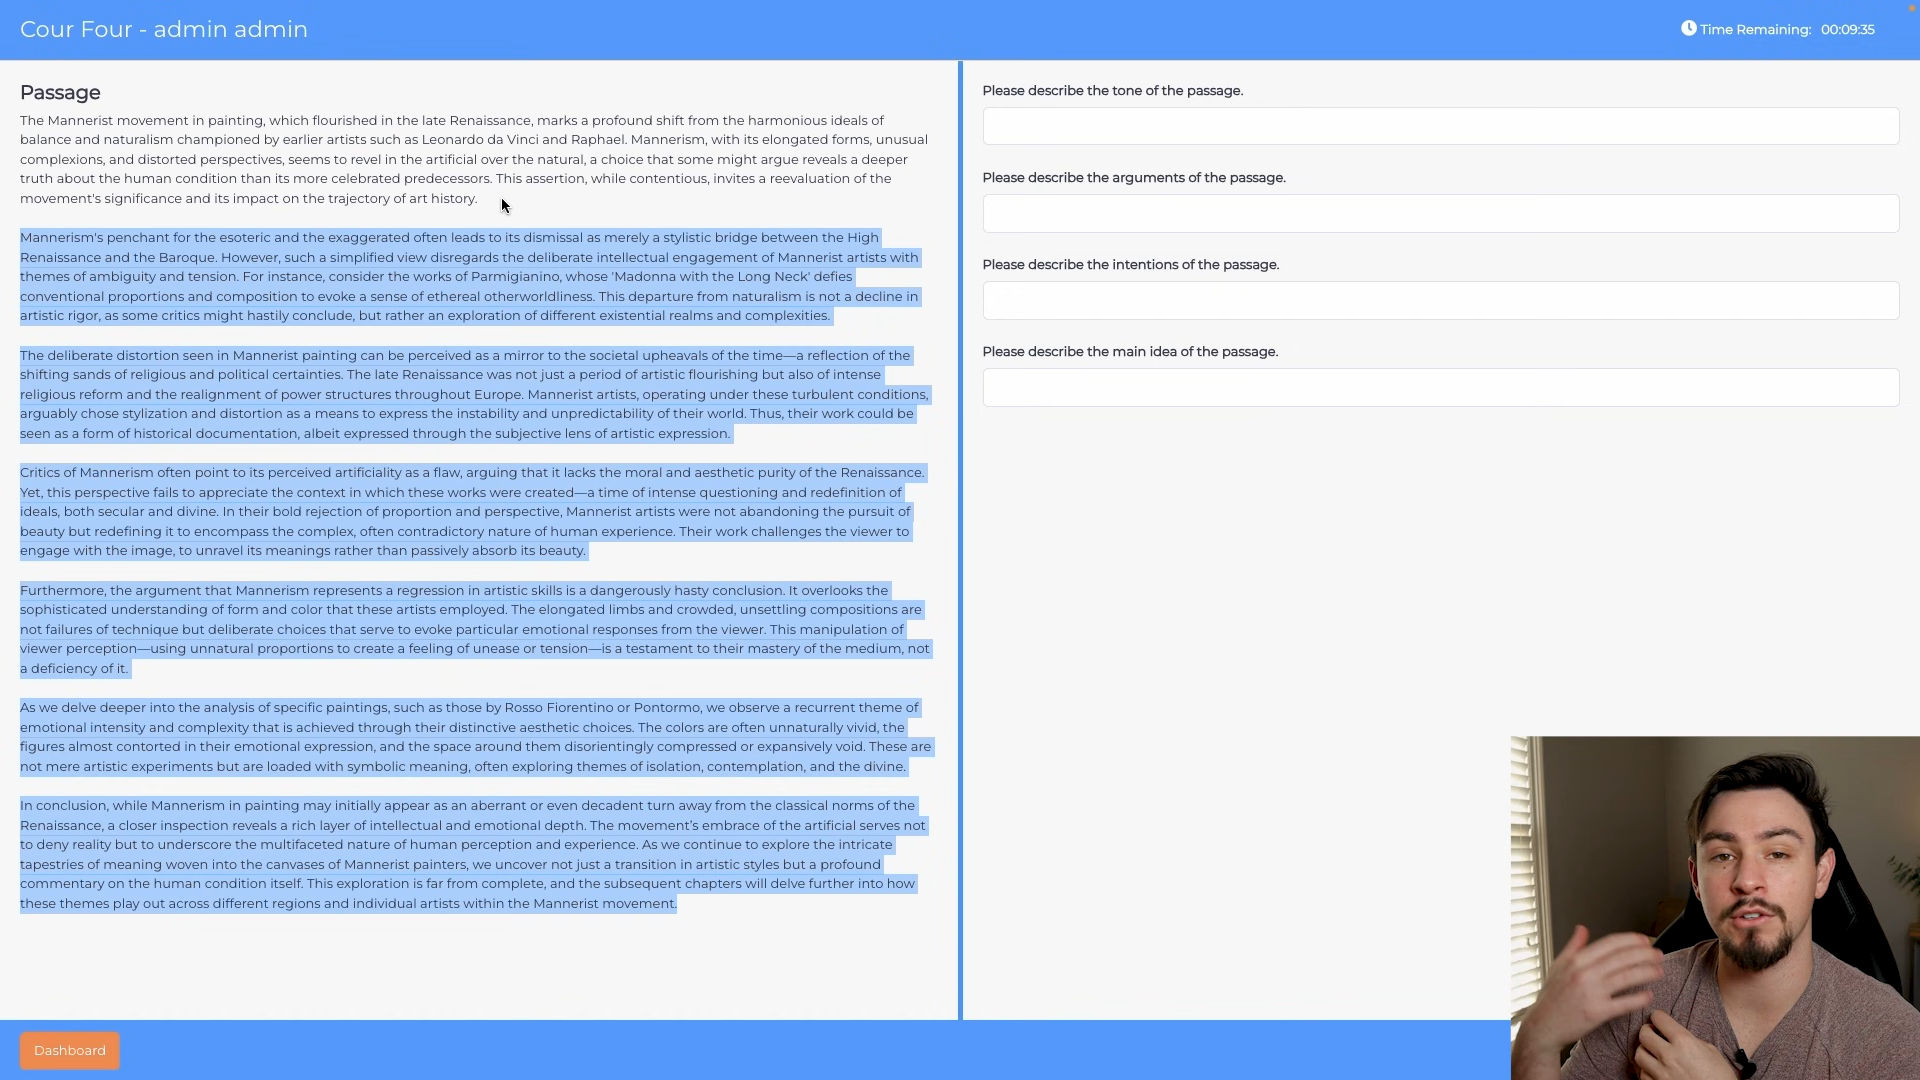 Cour Four - admin admin
Time Remaining: 00:09:35
Passage
The Mannerist movement in painting, which flourished in the late Renaissance, marks a profound shift from the harmonious ideals of
balance and naturalism championed by earlier artists such as Leonardo da Vinci and Raphael. Mannerism, with its elongated forms, unusual
complexions, and distorted perspectives, seems to revel in the artificial over the natural, a choice that some might argue reveals a deeper
truth about the human condition than its more celebrated predecessors. This assertion, while contentious, invites a reevaluation of the
movement's significance and its impact on the trajectory of art history.
Mannerism's penchant for the esoteric and the exaggerated often leads to its dismissal as merely a stylistic bridge between the High
Renaissance and the Baroque. However, such a simplified view disregards the deliberate intellectual engagement of Mannerist artists with
themes of ambiguity and tension. For instance, consider the works of Parmigianino, whose 'Madonna with the Long Neck' defies
conventional proportions and composition to evoke a sense of ethereal otherworldliness. This departure from naturalism is not a decline in
artistic rigor, as some critics might hastily conclude, but rather an exploration of different existential realms and complexities.
The deliberate distortion seen in Mannerist painting can be perceived as a mirror to the societal upheavals of the time—a reflection of the
shifting sands of religious and political certainties. The late Renaissance was not just a period of artistic flourishing but also of intense
religious reform and the realignment of power structures throughout Europe. Mannerist artists, operating under these turbulent conditions,
arguably chose stylization and distortion as a means to express the instability and unpredictability of their world. Thus, their work could be
seen as a form of historical documentation, albeit expressed through the subjective lens of artistic expression.
Critics of Mannerism often point to its perceived artificiality as a flaw, arguing that it lacks the moral and aesthetic purity of the Renaissance.
Yet, this perspective fails to appreciate the context in which these works were created—a time of intense questioning and redefinition of
ideals, both secular and divine. In their bold rejection of proportion and perspective, Mannerist artists were not abandoning the pursuit of
beauty but redefining it to encompass the complex, often contradictory nature of human experience. Their work challenges the viewer to
engage with the image, to unravel its meanings rather than passively absorb its beauty.
Furthermore, the argument that Mannerism represents a regression in artistic skills is a dangerously hasty conclusion. It overlooks the
sophisticated understanding of form and color that these artists employed. The elongated limbs and crowded, unsettling compositions are
not failures of technique but deliberate choices that serve to evoke particular emotional responses from the viewer. This manipulation of
viewer perception—using unnatural proportions to create a feeling of unease or tension—is a testament to their mastery of the medium, not
a deficiency of it.
As we delve deeper into the analysis of specific paintings, such as those by Rosso Fiorentino or Pontormo, we observe a recurrent theme of
emotional intensity and complexity that is achieved through their distinctive aesthetic choices. The colors are often unnaturally vivid, the
figures almost contorted in their emotional expression, and the space around them disorientingly compressed or expansively void. These are
not mere artistic experiments but are loaded with symbolic meaning, often exploring themes of isolation, contemplation, and the divine.
In conclusion, while Mannerism in painting may initially appear as an aberrant or even decadent turn away from the classical norms of the
Renaissance, a closer inspection reveals a rich layer of intellectual and emotional depth. The movement's embrace of the artificial serves not
to deny reality but to underscore the multifaceted nature of human perception and experience. As we continue to explore the intricate
tapestries of meaning woven into the canvases of Mannerist painters, we uncover not just a transition in artistic styles but a profound
commentary on the human condition itself. This exploration is far from complete, and the subsequent chapters will delve further into how
these themes play out across different regions and individual artists within the Mannerist movement.
Please describe the tone of the passage.
Please describe the arguments of the passage.
Please describe the intentions of the passage.
Please describe the main idea of the passage.
Dashboard